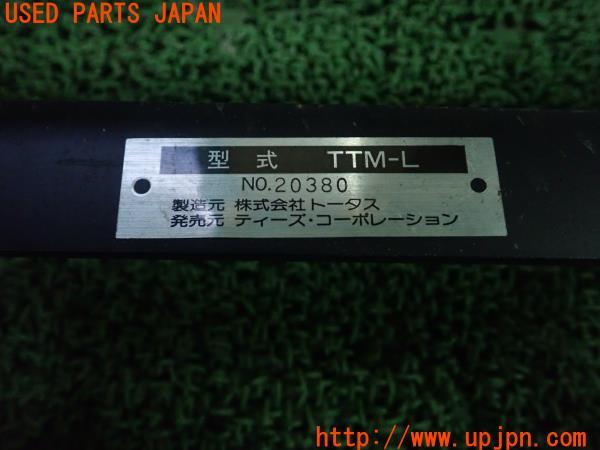 USED PARTS JAPAN
型式 TTM-L
NO.20380
製造元 株式会社トータス
発売元 ティーズ・コーポレーション
http://www.upjpn.com